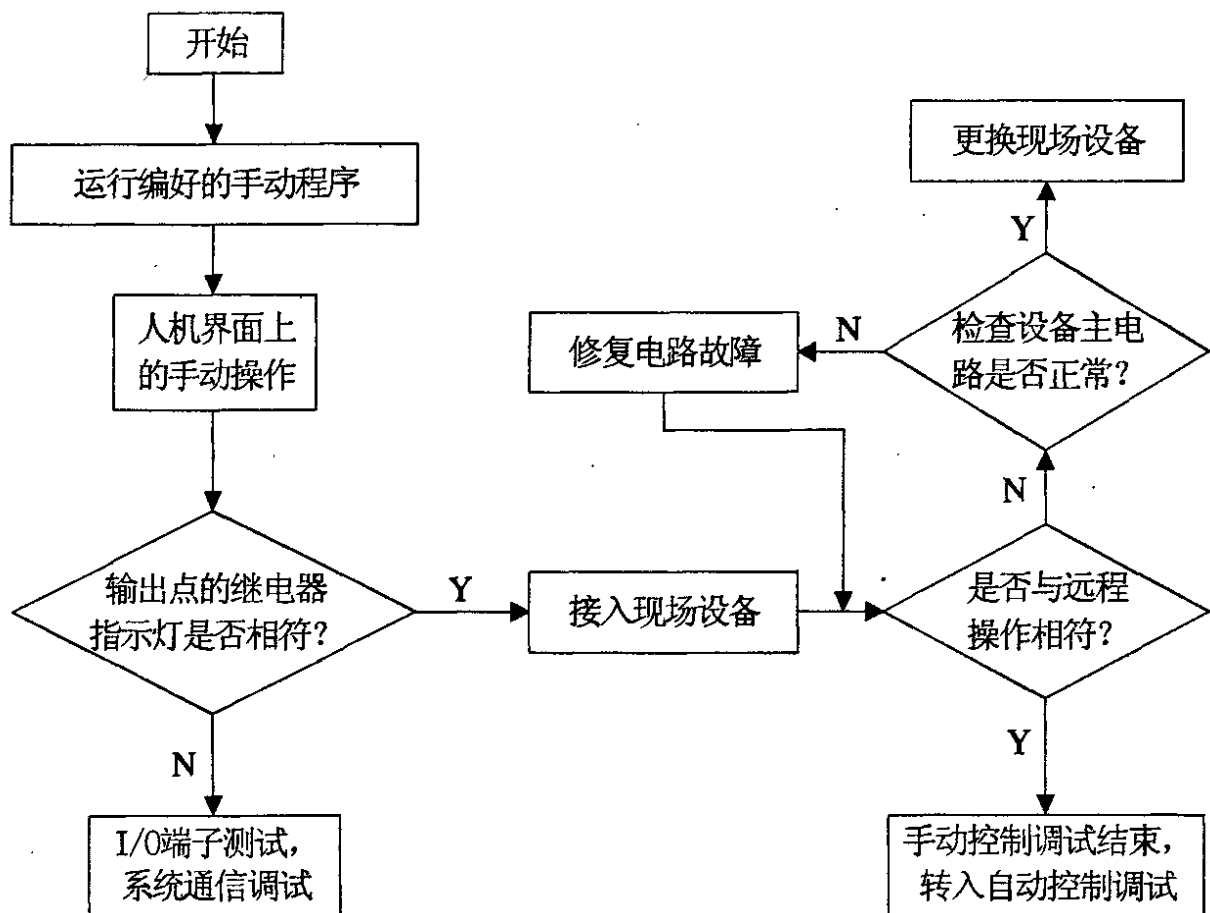 开始
运行编好的手动程序
人机界面上
的手动操作
输出点的继电器
指示灯是否相符？
Y
N
I/O端子测试，
系统通信调试
接入现场设备
是否与远程
操作相符？
N
Y
检查设备主电
路是否正常？
N
Y
修复电路故障
更换现场设备
手动控制调试结束，
转入自动控制调试